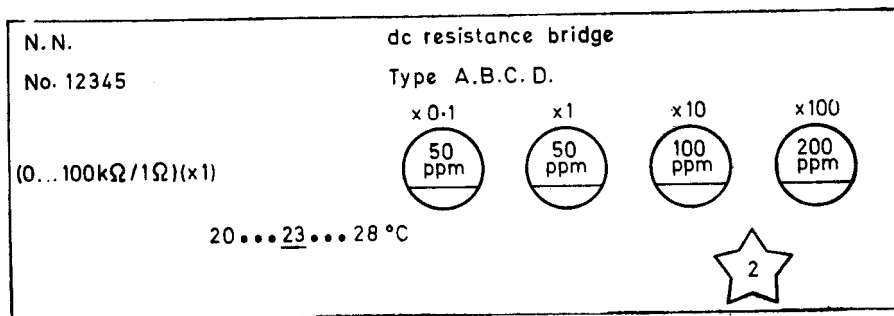 N.N. dc resistance bridge
No. 12345 Type A.B.C.D.
x 0·1 x1 x10 x100
50 ppm 50 ppm 100 ppm 200 ppm
(0...100kΩ/1Ω)(x1)
20...23...28 °C
2